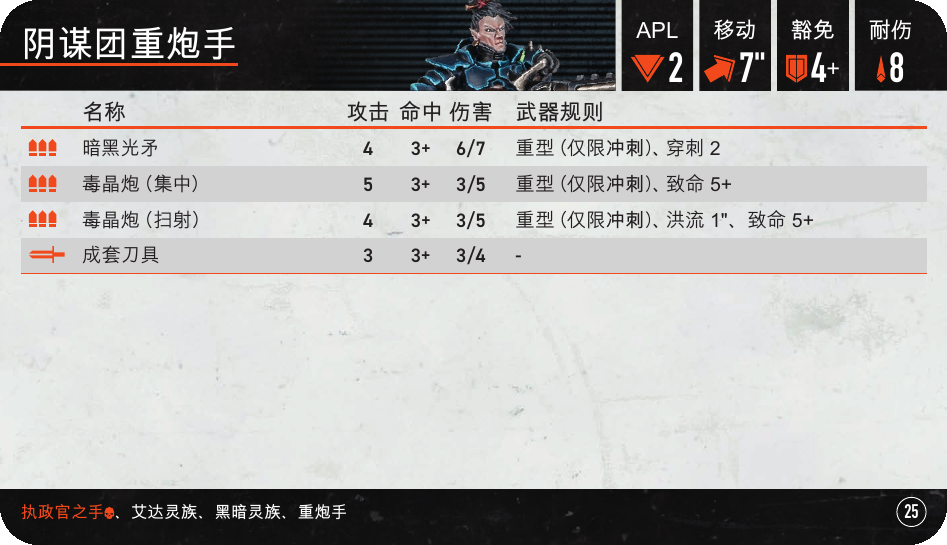 阴谋团重炮手
APL 移动 豁免 耐伤
2 7" 4+ 8
名称 攻击 命中 伤害 武器规则
暗黑光矛 4 3+ 6/7 重型（仅限冲刺）、穿刺 2
毒晶炮（集中） 5 3+ 3/5 重型（仅限冲刺）、致命 5+
毒晶炮（扫射） 4 3+ 3/5 重型（仅限冲刺）、洪流 1"、致命 5+
成套刀具 3 3+ 3/4 -
执政官之手、艾达灵族、黑暗灵族、重炮手
25